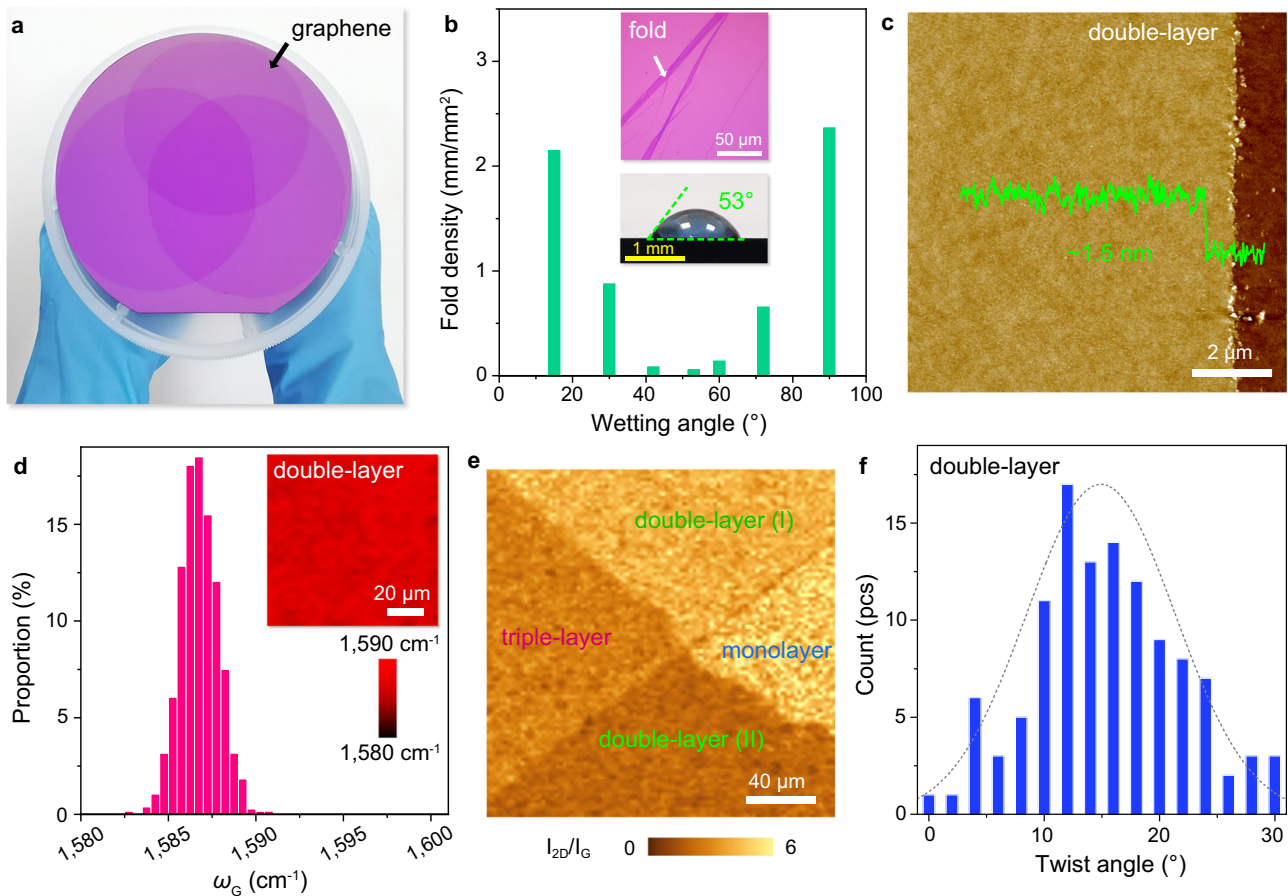 a
graphene
b
Fold density (mm/mm²)
3
2
1
0
0
20
40
60
80
100
Wetting angle (°)
fold
50 μm
53°
1 mm
c
double-layer
~1.5 nm
2 μm
d
Proportion (%)
15
10
5
0
1,580
1,585
1,590
1,595
1,600
ω_G (cm⁻¹)
double-layer
20 μm
1,590 cm⁻¹
1,580 cm⁻¹
e
double-layer (I)
triple-layer
monolayer
double-layer (II)
40 μm
I_2D/I_G
0
6
f
double-layer
Count (pcs)
15
10
5
0
0
10
20
30
Twist angle (°)